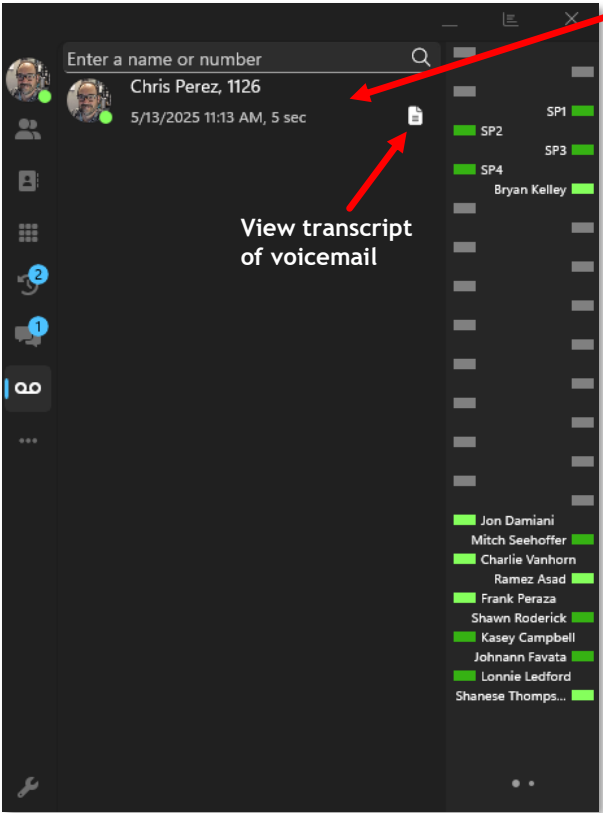 Enter a name or number
Chris Perez, 1126
5/13/2025 11:13 AM, 5 sec
View transcript
of voicemail
2
1
SP1
SP2
SP3
SP4
Bryan Kelley
Jon Damiani
Mitch Seehoffer
Charlie Vanhorn
Ramez Asad
Frank Peraza
Shawn Roderick
Kasey Campbell
Johnann Favata
Lonnie Ledford
Shanese Thomps...